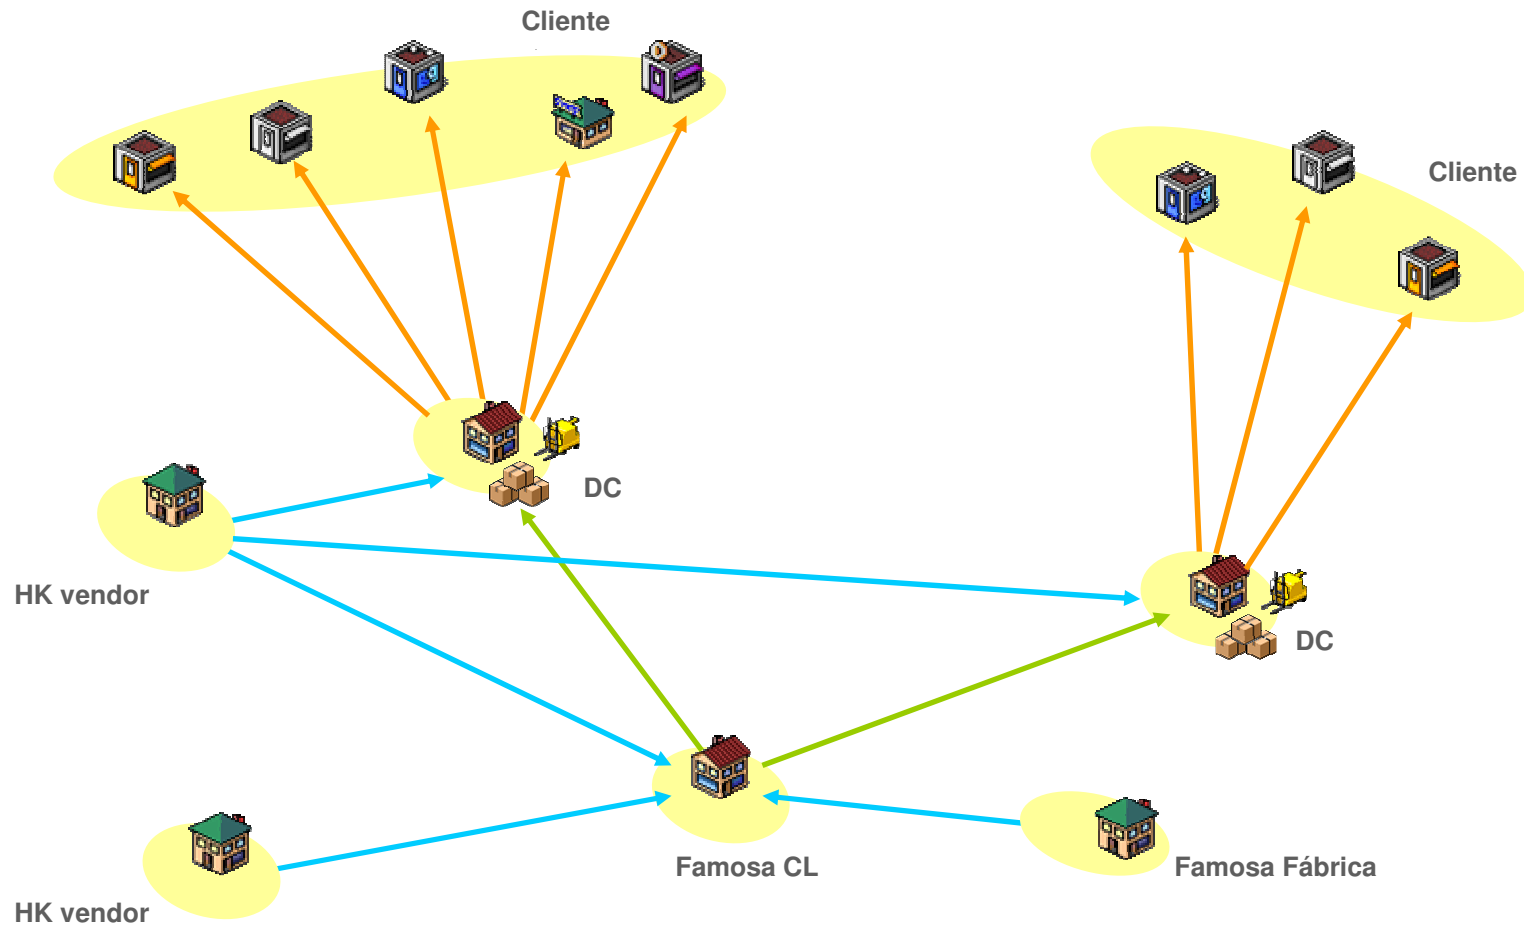 Cliente
Cliente
DC
HK vendor
DC
Famosa CL
Famosa Fábrica
HK vendor